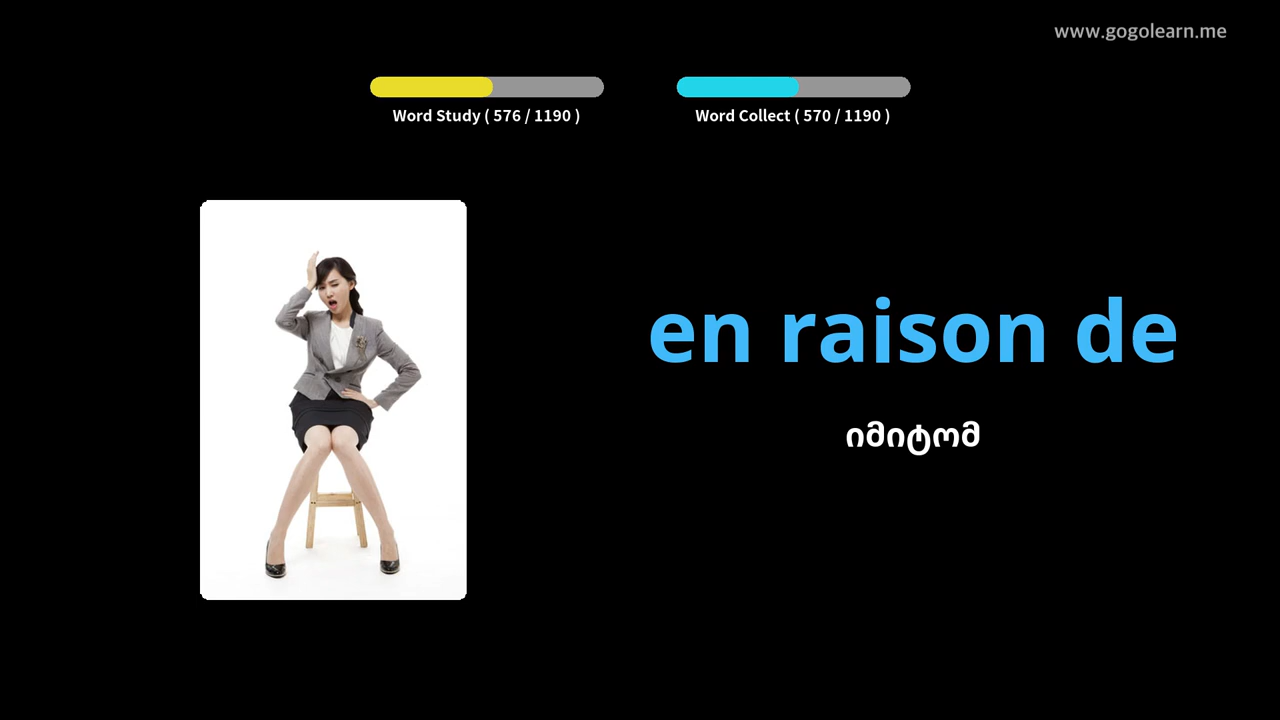 www.gogolearn.me
Word Study ( 576 / 1190 )
Word Collect ( 570 / 1190 )
en raison de
იმიტომ